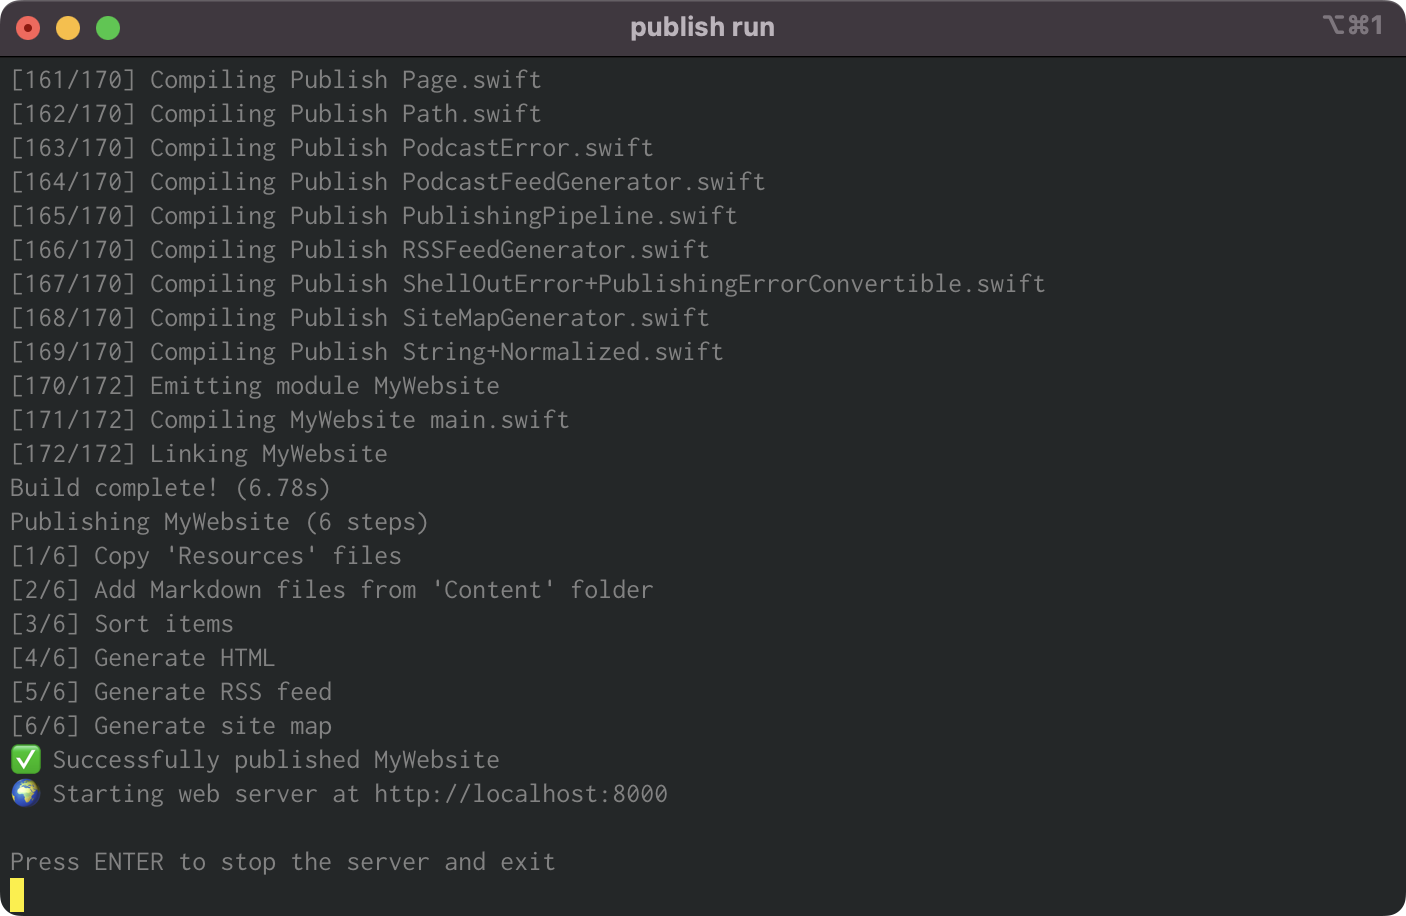 publish run
⌥⌘1
[161/170] Compiling Publish Page.swift
[162/170] Compiling Publish Path.swift
[163/170] Compiling Publish PodcastError.swift
[164/170] Compiling Publish PodcastFeedGenerator.swift
[165/170] Compiling Publish PublishingPipeline.swift
[166/170] Compiling Publish RSSFeedGenerator.swift
[167/170] Compiling Publish ShellOutError+PublishingErrorConvertible.swift
[168/170] Compiling Publish SiteMapGenerator.swift
[169/170] Compiling Publish String+Normalized.swift
[170/172] Emitting module MyWebsite
[171/172] Compiling MyWebsite main.swift
[172/172] Linking MyWebsite
Build complete! (6.78s)
Publishing MyWebsite (6 steps)
[1/6] Copy 'Resources' files
[2/6] Add Markdown files from 'Content' folder
[3/6] Sort items
[4/6] Generate HTML
[5/6] Generate RSS feed
[6/6] Generate site map
✅ Successfully published MyWebsite
🌍 Starting web server at http://localhost:8000
Press ENTER to stop the server and exit